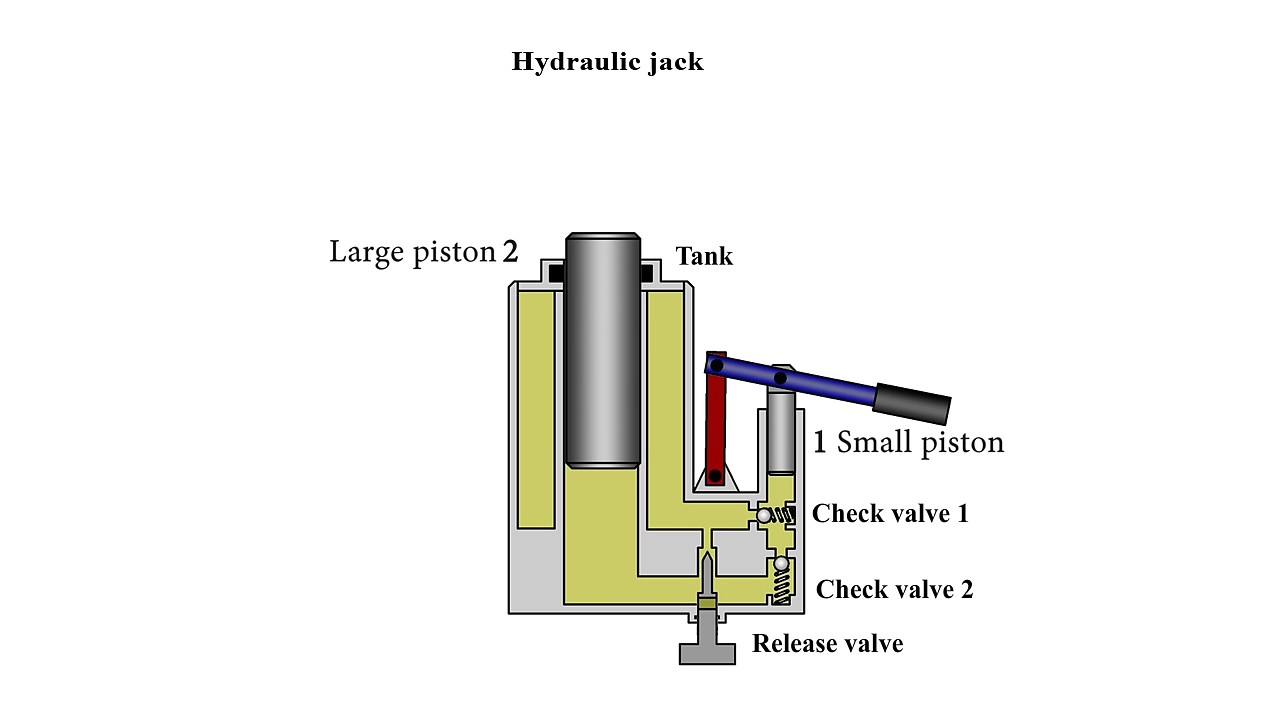 Hydraulic jack
Large piston 2
Tank
1 Small piston
Check valve 1
Check valve 2
Release valve